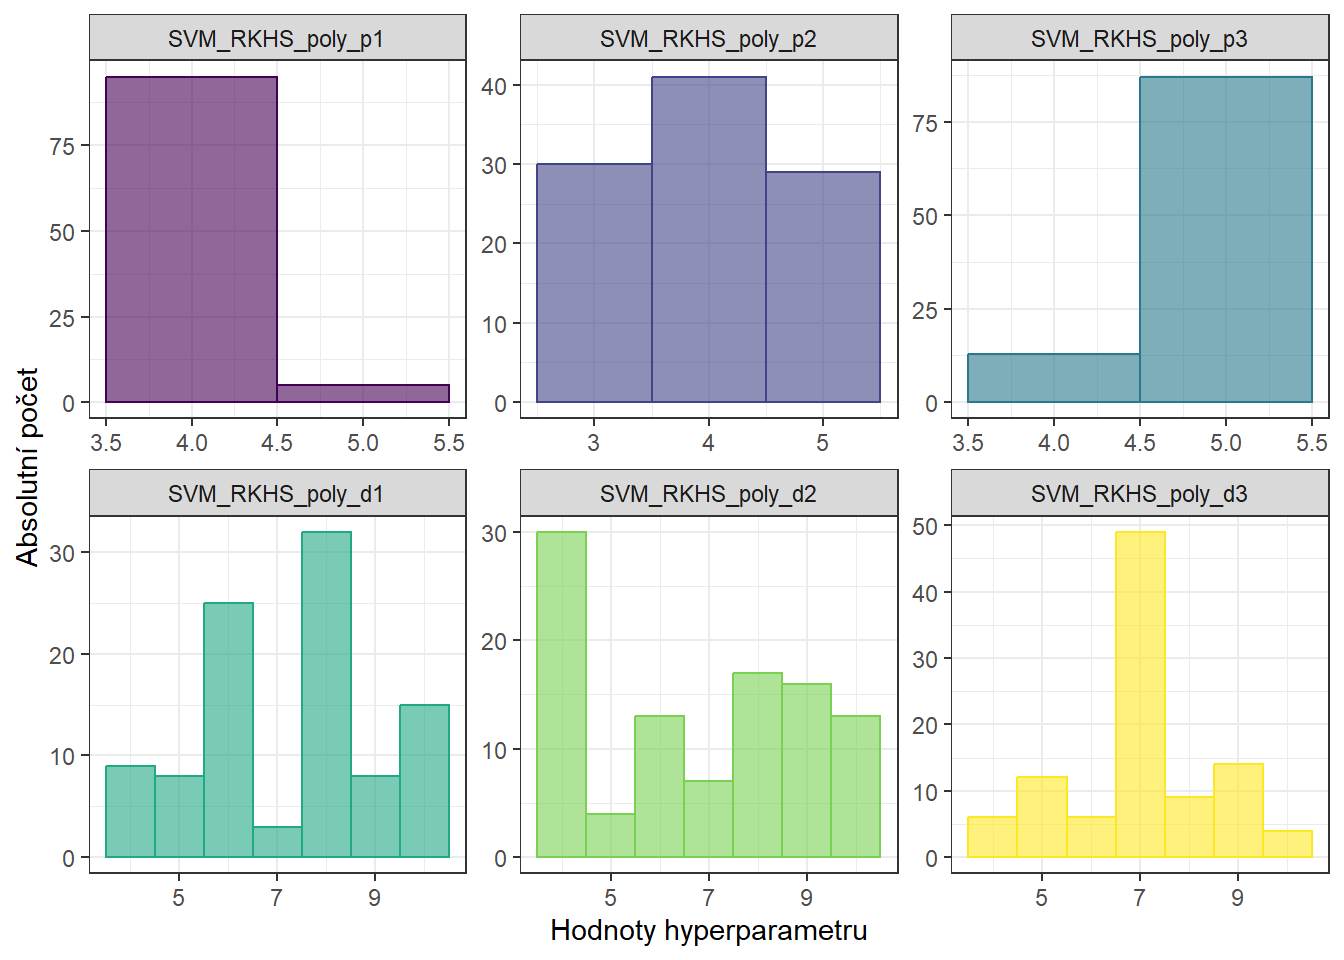 SVM_RKHS_poly_p1 SVM_RKHS_poly_p2 SVM_RKHS_poly_p3
75
50
25
0
40
30
20
10
0
75
50
25
0
3.5 4.0 4.5 5.0 5.5
3 4 5
3.5 4.0 4.5 5.0 5.5
Absolutní počet
SVM_RKHS_poly_d1 SVM_RKHS_poly_d2 SVM_RKHS_poly_d3
30
20
10
0
30
20
10
0
50
40
30
20
10
0
5 7 9
5 7 9
5 7 9
Hodnoty hyperparametru